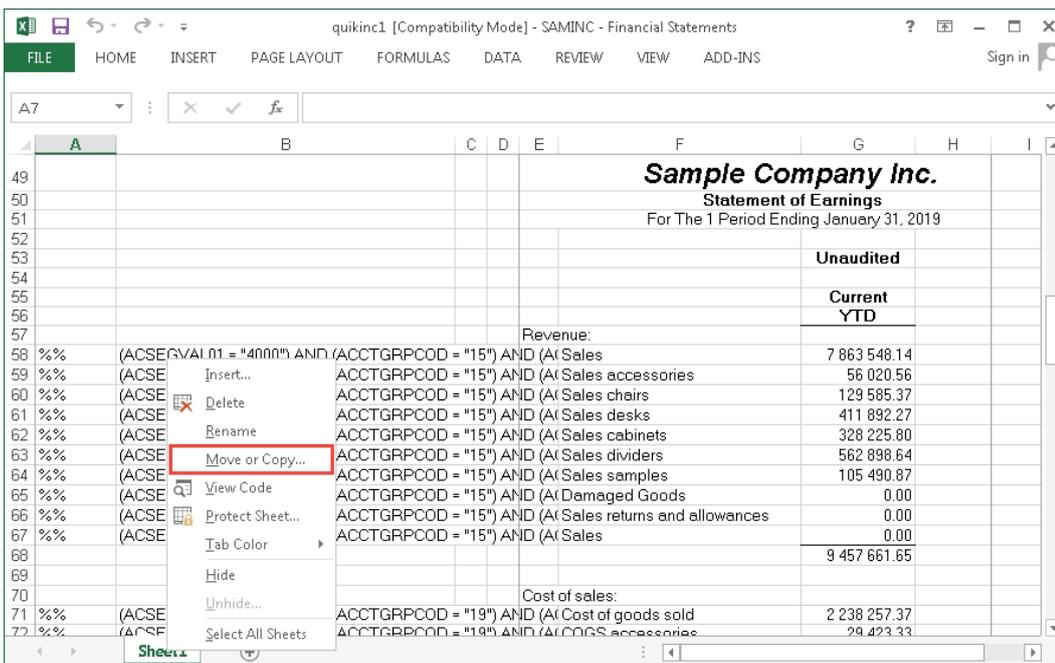 quikinc1 [Compatibility Mode] - SAMINC - Financial Statements ?
FILE HOME INSERT PAGE LAYOUT FORMULAS DATA REVIEW VIEW ADD-INS Sign in
A7 fx
A B C D E F G H I
49 Sample Company Inc.
50 Statement of Earnings
51 For The 1 Period Ending January 31, 2019
52
53 Unaudited
54
55 Current
56 YTD
57 Revenue:
58 %% (ACSEGVAL01 = "4000") AND (ACCTGRPCOD = "15") AND (A( Sales 7 863 548.14
59 %% (ACSE Insert... ACCTGRPCOD = "15") AND (A( Sales accessories 56 020.56
60 %% (ACSE Delete ACCTGRPCOD = "15") AND (A( Sales chairs 129 585.37
61 %% (ACSE ACCTGRPCOD = "15") AND (A( Sales desks 411 892.27
62 %% (ACSE Rename ACCTGRPCOD = "15") AND (A( Sales cabinets 328 225.80
63 %% (ACSE Move or Copy... ACCTGRPCOD = "15") AND (A( Sales dividers 562 898.64
64 %% (ACSE View Code ACCTGRPCOD = "15") AND (A( Sales samples 105 490.87
65 %% (ACSE ACCTGRPCOD = "15") AND (A( Damaged Goods 0.00
66 %% (ACSE Protect Sheet... ACCTGRPCOD = "15") AND (A( Sales returns and allowances 0.00
67 %% (ACSE Tab Color ACCTGRPCOD = "15") AND (A( Sales 0.00
68 9 457 661.65
69 Hide
70 Unhide... Cost of sales:
71 %% (ACSE ACCTGRPCOD = "19") AND (A( Cost of goods sold 2 238 257.37
72 %% (ACSE Select All Sheets ACCTGRPCOD = "19") AND (A( COGS accessories 29 423.33
Sheet1